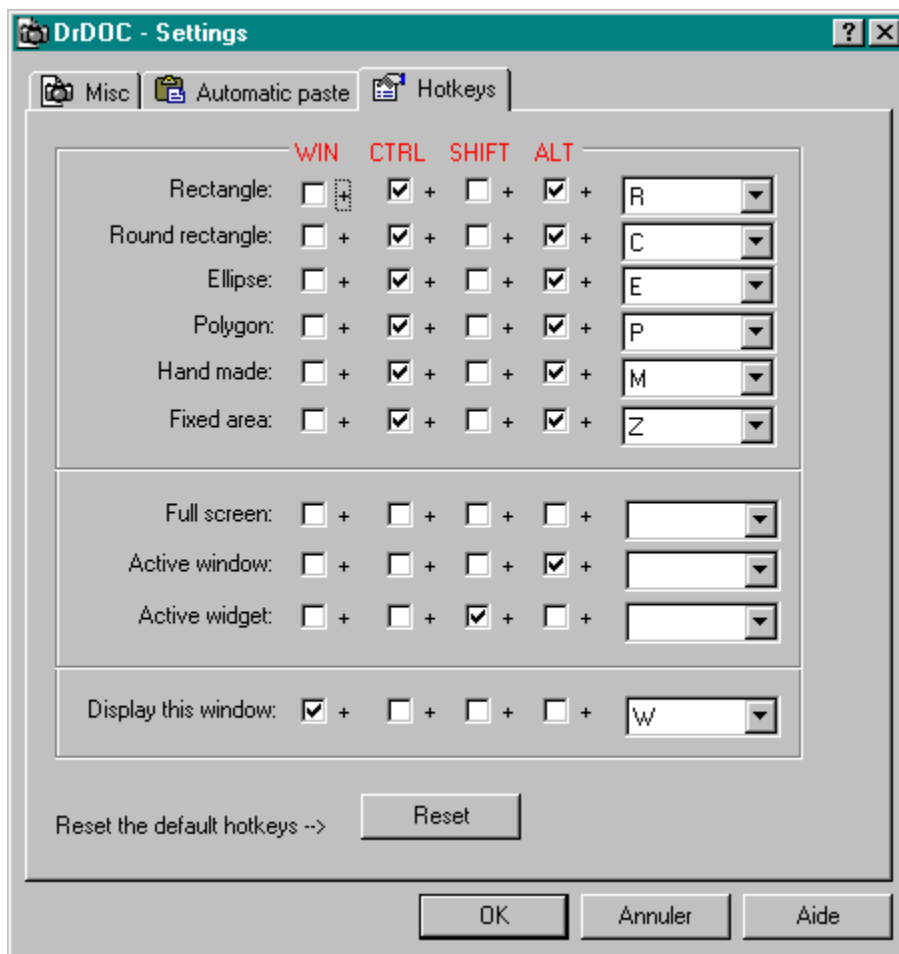 DrDOC - Settings
Misc Automatic paste Hotkeys
WIN CTRL SHIFT ALT
Rectangle: + + + + R
Round rectangle: + + + + C
Ellipse: + + + + E
Polygon: + + + + P
Hand made: + + + + M
Fixed area: + + + + Z
Full screen: + + + +
Active window: + + + +
Active widget: + + + +
Display this window: + + + + W
Reset the default hotkeys --> Reset
OK Annuler Aide